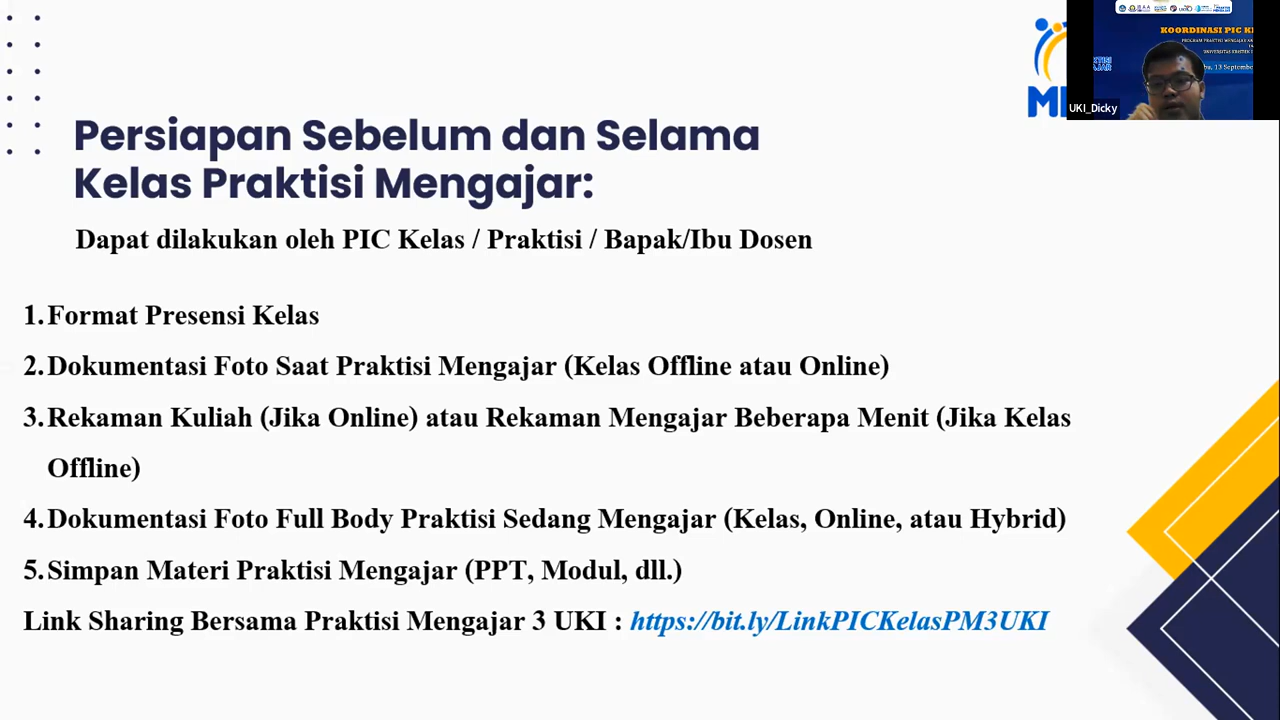 Persiapan Sebelum dan Selama
Kelas Praktisi Mengajar:
Dapat dilakukan oleh PIC Kelas / Praktisi / Bapak/Ibu Dosen
1. Format Presensi Kelas
2. Dokumentasi Foto Saat Praktisi Mengajar (Kelas Offline atau Online)
3. Rekaman Kuliah (Jika Online) atau Rekaman Mengajar Beberapa Menit (Jika Kelas
Offline)
4. Dokumentasi Foto Full Body Praktisi Sedang Mengajar (Kelas, Online, atau Hybrid)
5. Simpan Materi Praktisi Mengajar (PPT, Modul, dll.)
Link Sharing Bersama Praktisi Mengajar 3 UKI : https://bit.ly/LinkPICKelasPM3UKI
KOORDINASI PIC
13 September
UKI_Dicky